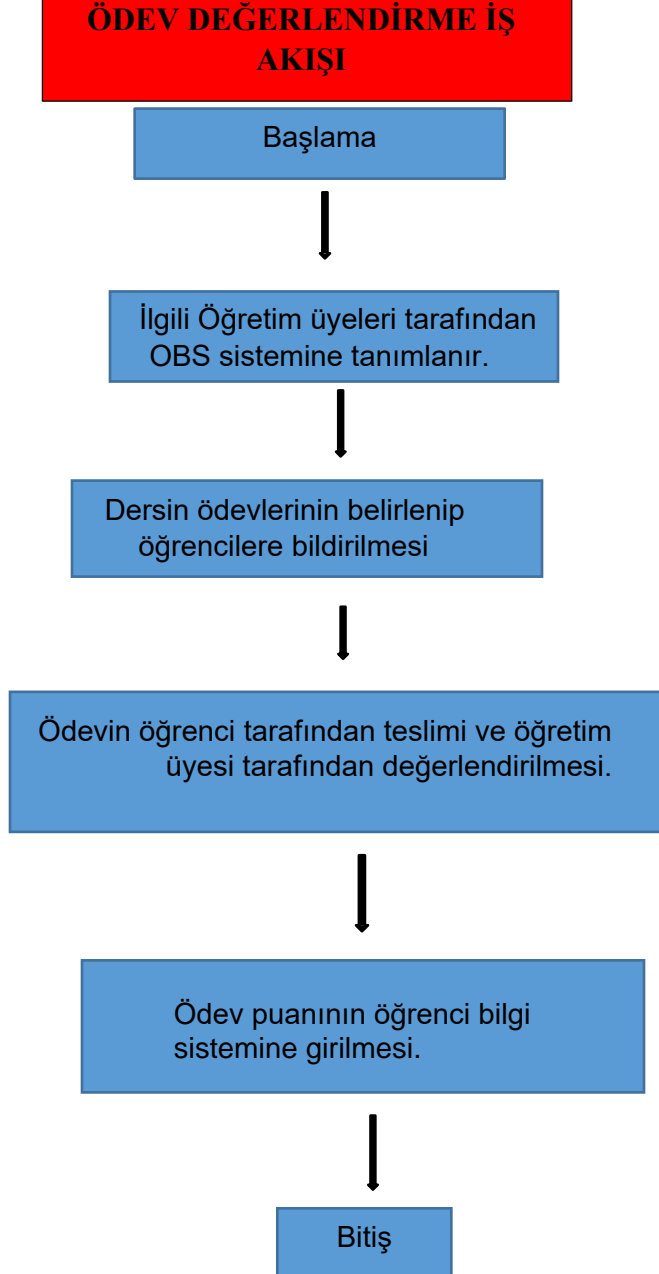 ÖDEV DEĞERLENDİRME İŞ
AKIŞI
Başlama
İlgili Öğretim üyeleri tarafından
OBS sistemine tanımlanır.
Dersin ödevlerinin belirlenip
öğrencilere bildirilmesi
Ödevin öğrenci tarafından teslimi ve öğretim
üyesi tarafından değerlendirilmesi.
Ödev puanının öğrenci bilgi
sistemine girilmesi.
Bitiş